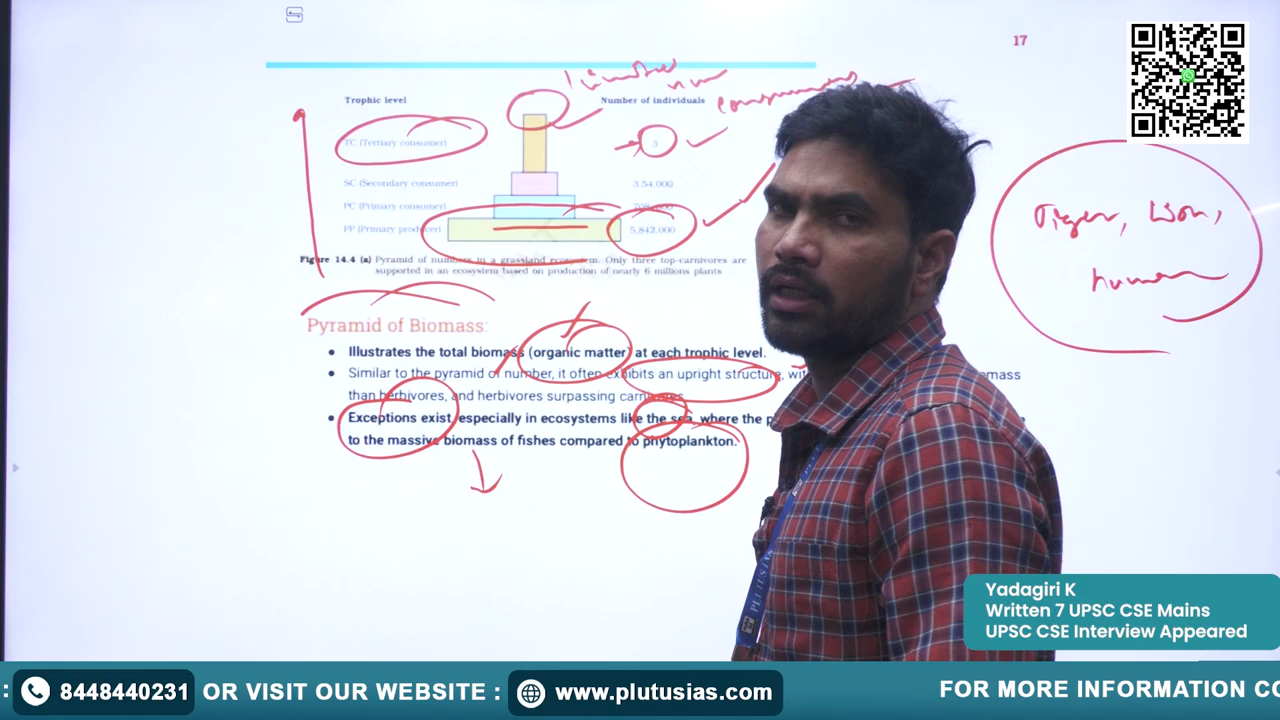 17
Trophic level Number of individuals
TC (Tertiary consumer) 3
SC (Secondary consumer) 3,54,000
PC (Primary consumer)
PP (Primary producer) 5,842,000
Figure 14.4 (a) Pyramid of numbers in a grassland ecosystem. Only three top-carnivores are
supported in an ecosystem based on production of nearly 6 millions plants
Tiger, Lion,
human
Pyramid of Biomass:
• Illustrates the total biomass (organic matter) at each trophic level.
• Similar to the pyramid of number, it often exhibits an upright structure, omass
than herbivores, and herbivores surpassing carnivores.
• Exceptions exist, especially in ecosystems like the sea, where the
to the massive biomass of fishes compared to phytoplankton.
PLUTUS IAS
Yadagiri K
Written 7 UPSC CSE Mains
UPSC CSE Interview Appeared
: 8448440231 OR VISIT OUR WEBSITE : www.plutusias.com FOR MORE INFORMATION CO